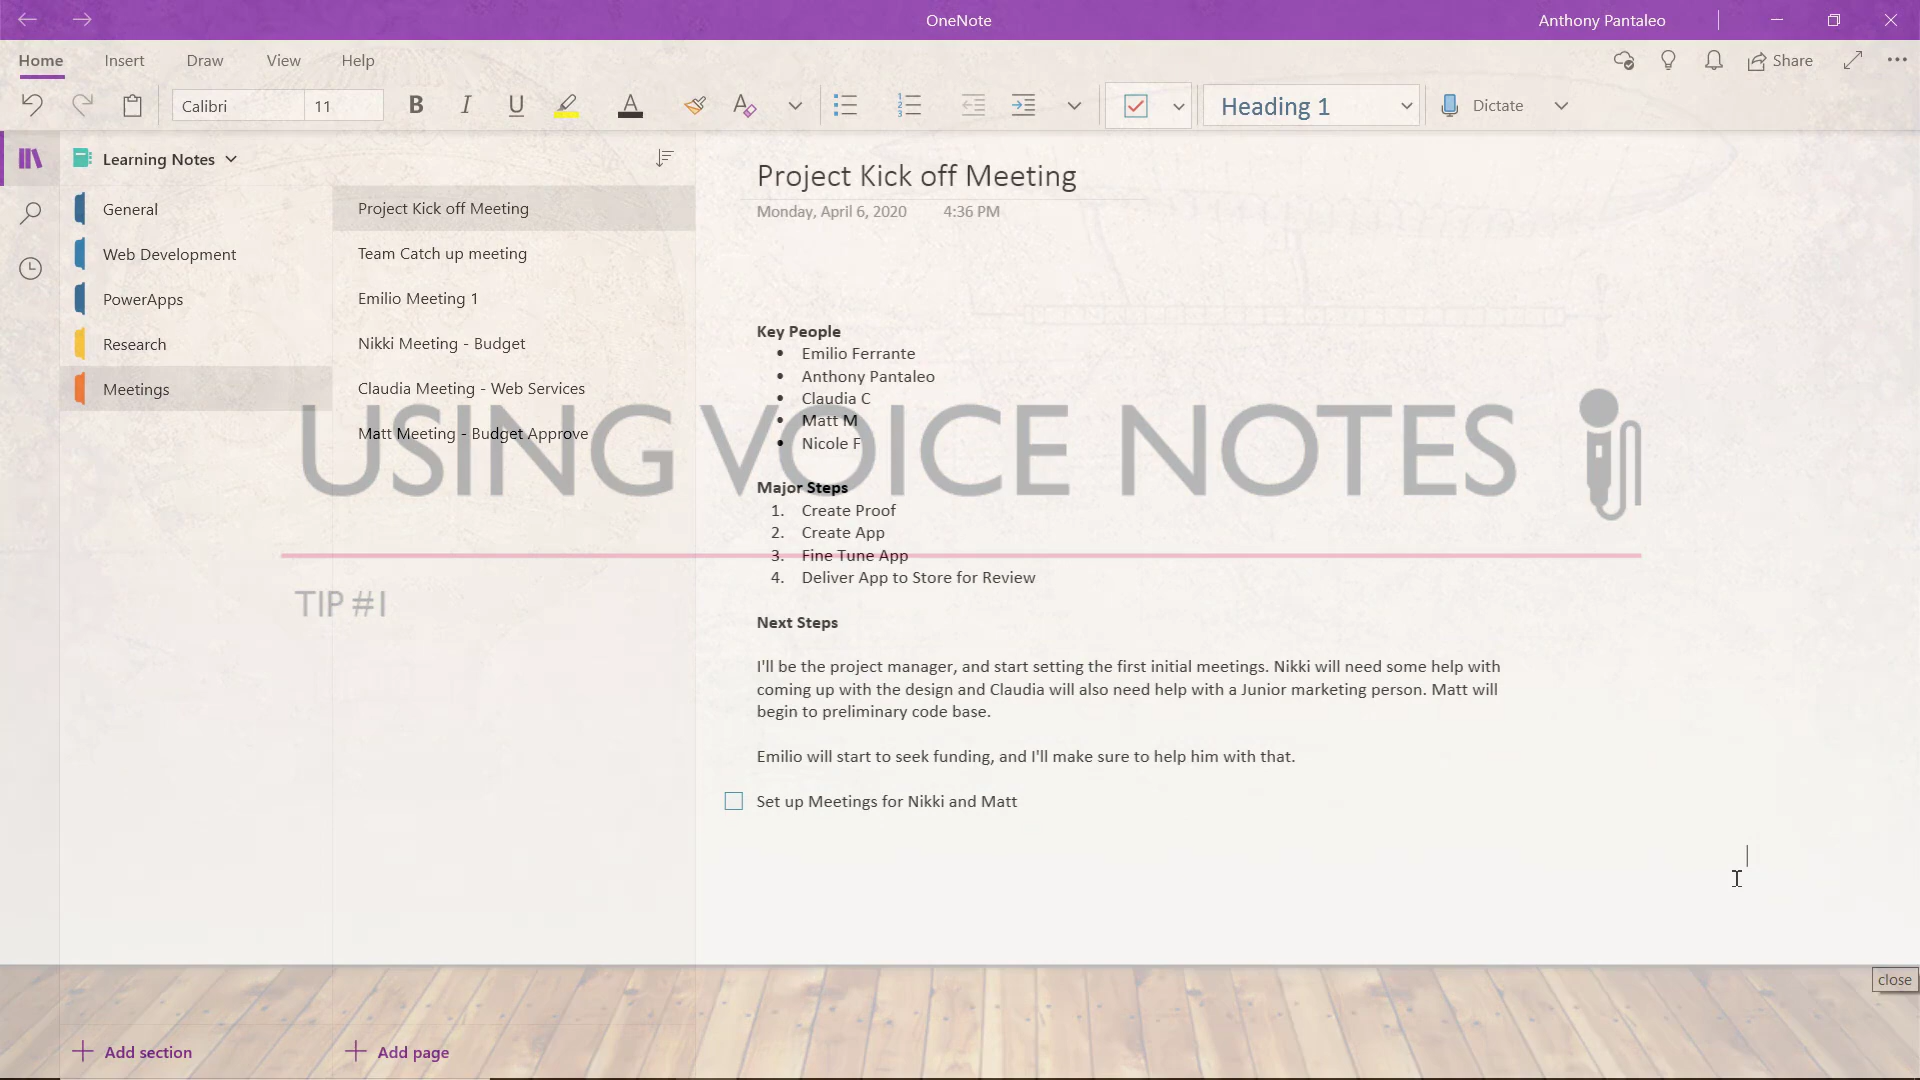 OneNote
Anthony Pantaleo
Home
Insert
Draw
View
Help
Share
Calibri
11
B
I
U
A
Heading 1
Dictate
Learning Notes
General
Web Development
PowerApps
Research
Meetings
Project Kick off Meeting
Team Catch up meeting
Emilio Meeting 1
Nikki Meeting - Budget
Claudia Meeting - Web Services
Matt Meeting - Budget Approve
Project Kick off Meeting
Monday, April 6, 2020
4:36 PM
Key People
• Emilio Ferrante
• Anthony Pantaleo
• Claudia C
• Matt M
• Nicole F
USING VOICE NOTES
Major Steps
1. Create Proof
2. Create App
3. Fine Tune App
4. Deliver App to Store for Review
TIP #1
Next Steps
I'll be the project manager, and start setting the first initial meetings. Nikki will need some help with
coming up with the design and Claudia will also need help with a Junior marketing person. Matt will
begin to preliminary code base.
Emilio will start to seek funding, and I'll make sure to help him with that.
Set up Meetings for Nikki and Matt
close
Add section
Add page